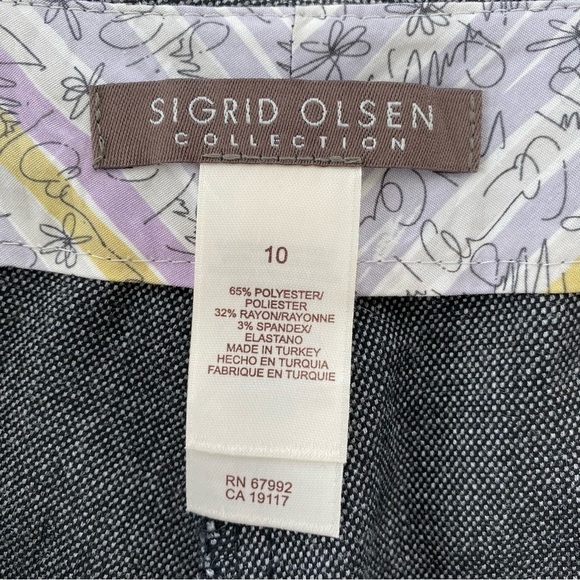 SIGRID OLSEN
COLLECTION
10
65% POLYESTER/
POLIESTER
32% RAYON/RAYONNE
3% SPANDEX/
ELASTANO
MADE IN TURKEY
HECHO EN TURQUIA
FABRIQUE EN TURQUIE
RN 67992
CA 19117